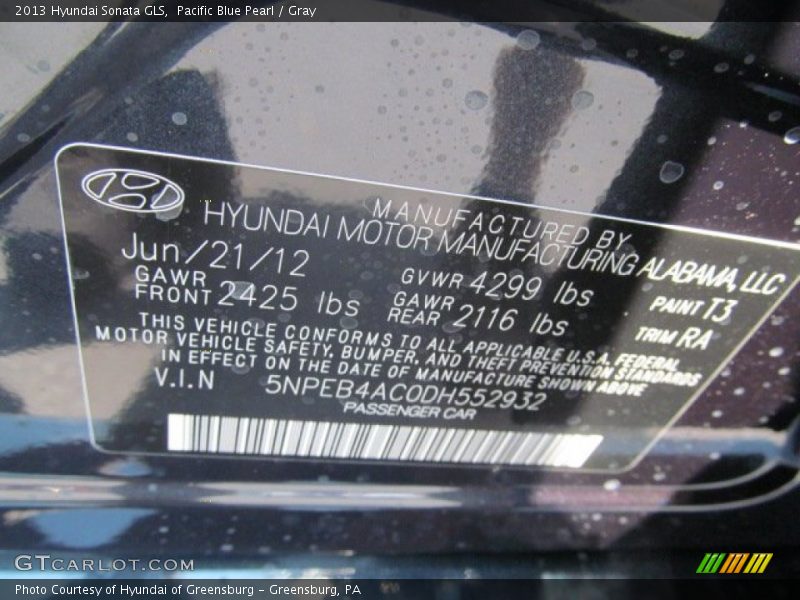 2013 Hyundai Sonata GLS, Pacific Blue Pearl / Gray
MANUFACTURED BY
HYUNDAI MOTOR MANUFACTURING ALABAMA, LLC
Jun/21/12
GVWR 4299 lbs
PAINT T3
GAWR FRONT 2425 lbs
GAWR REAR 2116 lbs
TRIM RA
THIS VEHICLE CONFORMS TO ALL APPLICABLE U.S.A. FEDERAL
MOTOR VEHICLE SAFETY, BUMPER, AND THEFT PREVENTION STANDARDS
IN EFFECT ON THE DATE OF MANUFACTURE SHOWN ABOVE
V.I.N 5NPEB4AC0DH552932
PASSENGER CAR
GTCARLOT.COM
Photo Courtesy of Hyundai of Greensburg - Greensburg, PA